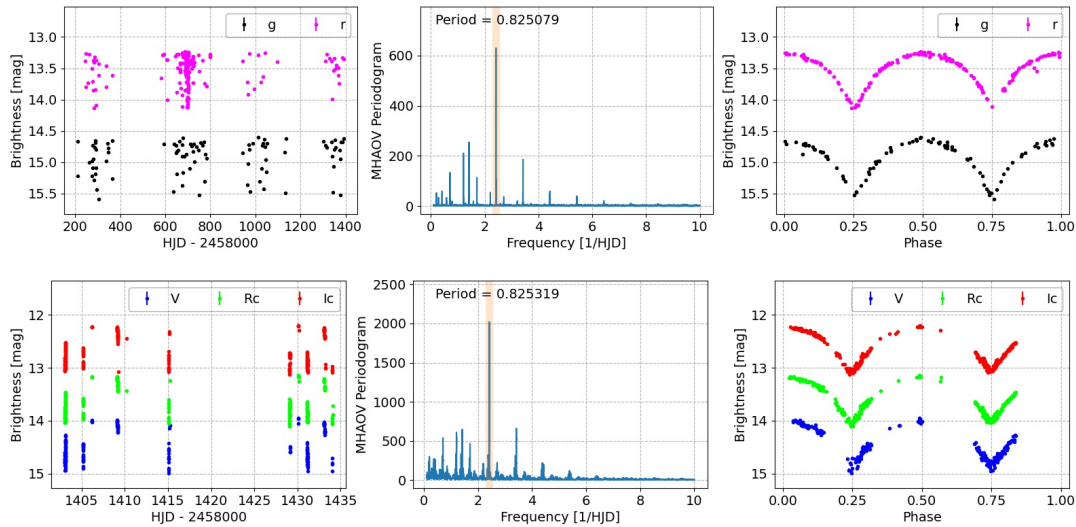 g r
Brightness [mag]
13.0
13.5
14.0
14.5
15.0
15.5
200 400 600 800 1000 1200 1400
HJD - 2458000
Period = 0.825079
MHAOV Periodogram
600
400
200
0
0 2 4 6 8 10
Frequency [1/HJD]
g r
Brightness [mag]
13.0
13.5
14.0
14.5
15.0
15.5
0.00 0.25 0.50 0.75 1.00
Phase
V Rc Ic
Brightness [mag]
12
13
14
15
1405 1410 1415 1420 1425 1430 1435
HJD - 2458000
Period = 0.825319
MHAOV Periodogram
2500
2000
1500
1000
500
0
0 2 4 6 8 10
Frequency [1/HJD]
V Rc Ic
Brightness [mag]
12
13
14
15
0.00 0.25 0.50 0.75 1.00
Phase